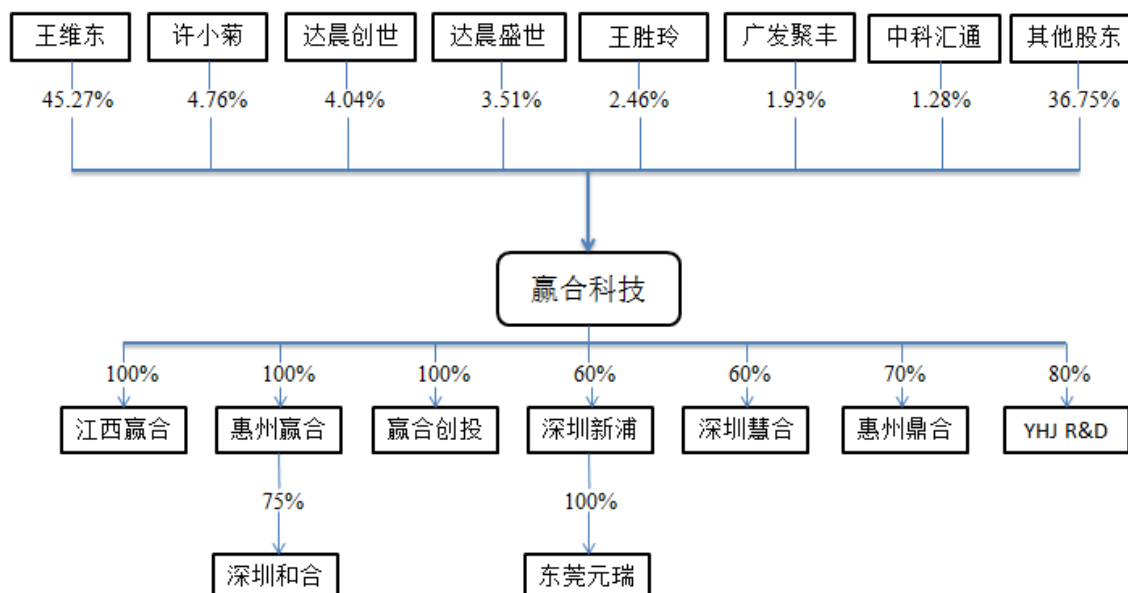 王维东 许小菊 达晨创世 达晨盛世 王胜玲 广发聚丰 中科汇通 其他股东
45.27% 4.76% 4.04% 3.51% 2.46% 1.93% 1.28% 36.75%
赢合科技
100% 100% 100% 60% 60% 70% 80%
江西赢合 惠州赢合 赢合创投 深圳新浦 深圳慧合 惠州鼎合 YHJ R&D
75% 100%
深圳和合 东莞元瑞